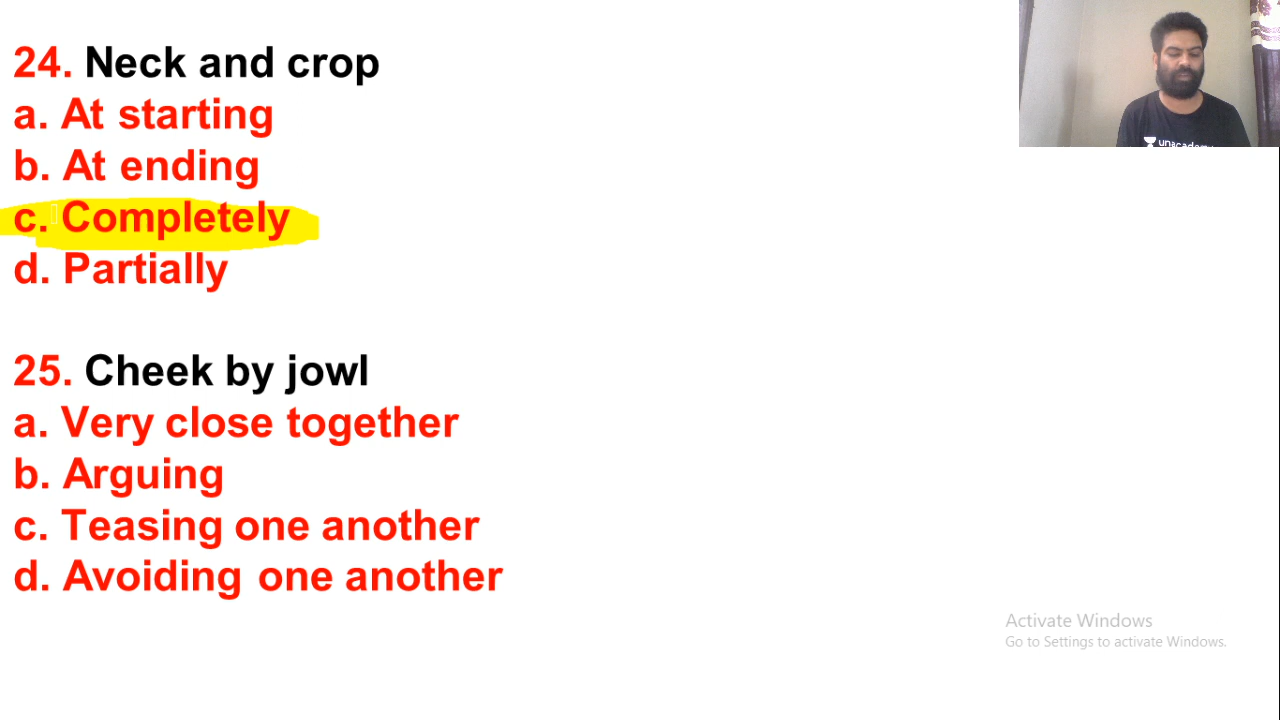 24. Neck and crop
a. At starting
b. At ending
c. Completely
d. Partially
25. Cheek by jowl
a. Very close together
b. Arguing
c. Teasing one another
d. Avoiding one another
unacademy
Activate Windows
Go to Settings to activate Windows.